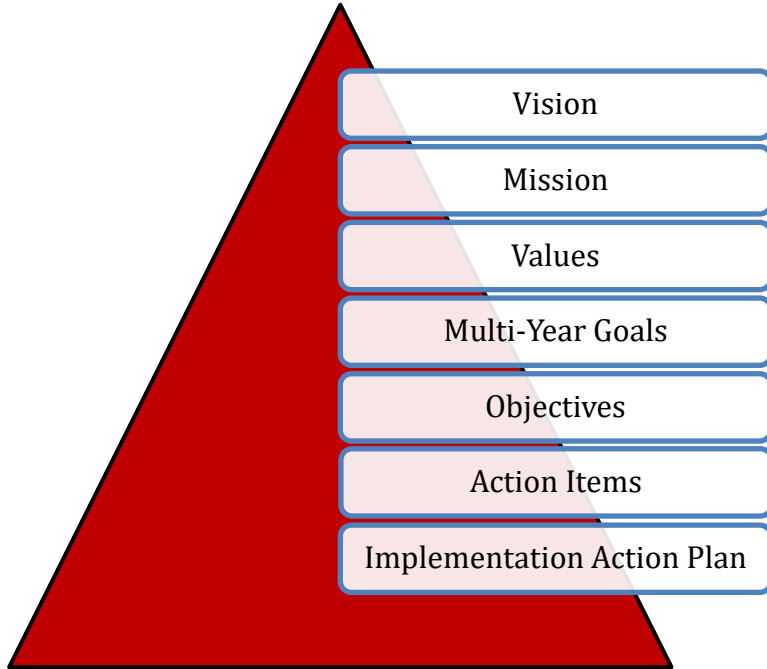 Vision
Mission
Values
Multi-Year Goals
Objectives
Action Items
Implementation Action Plan